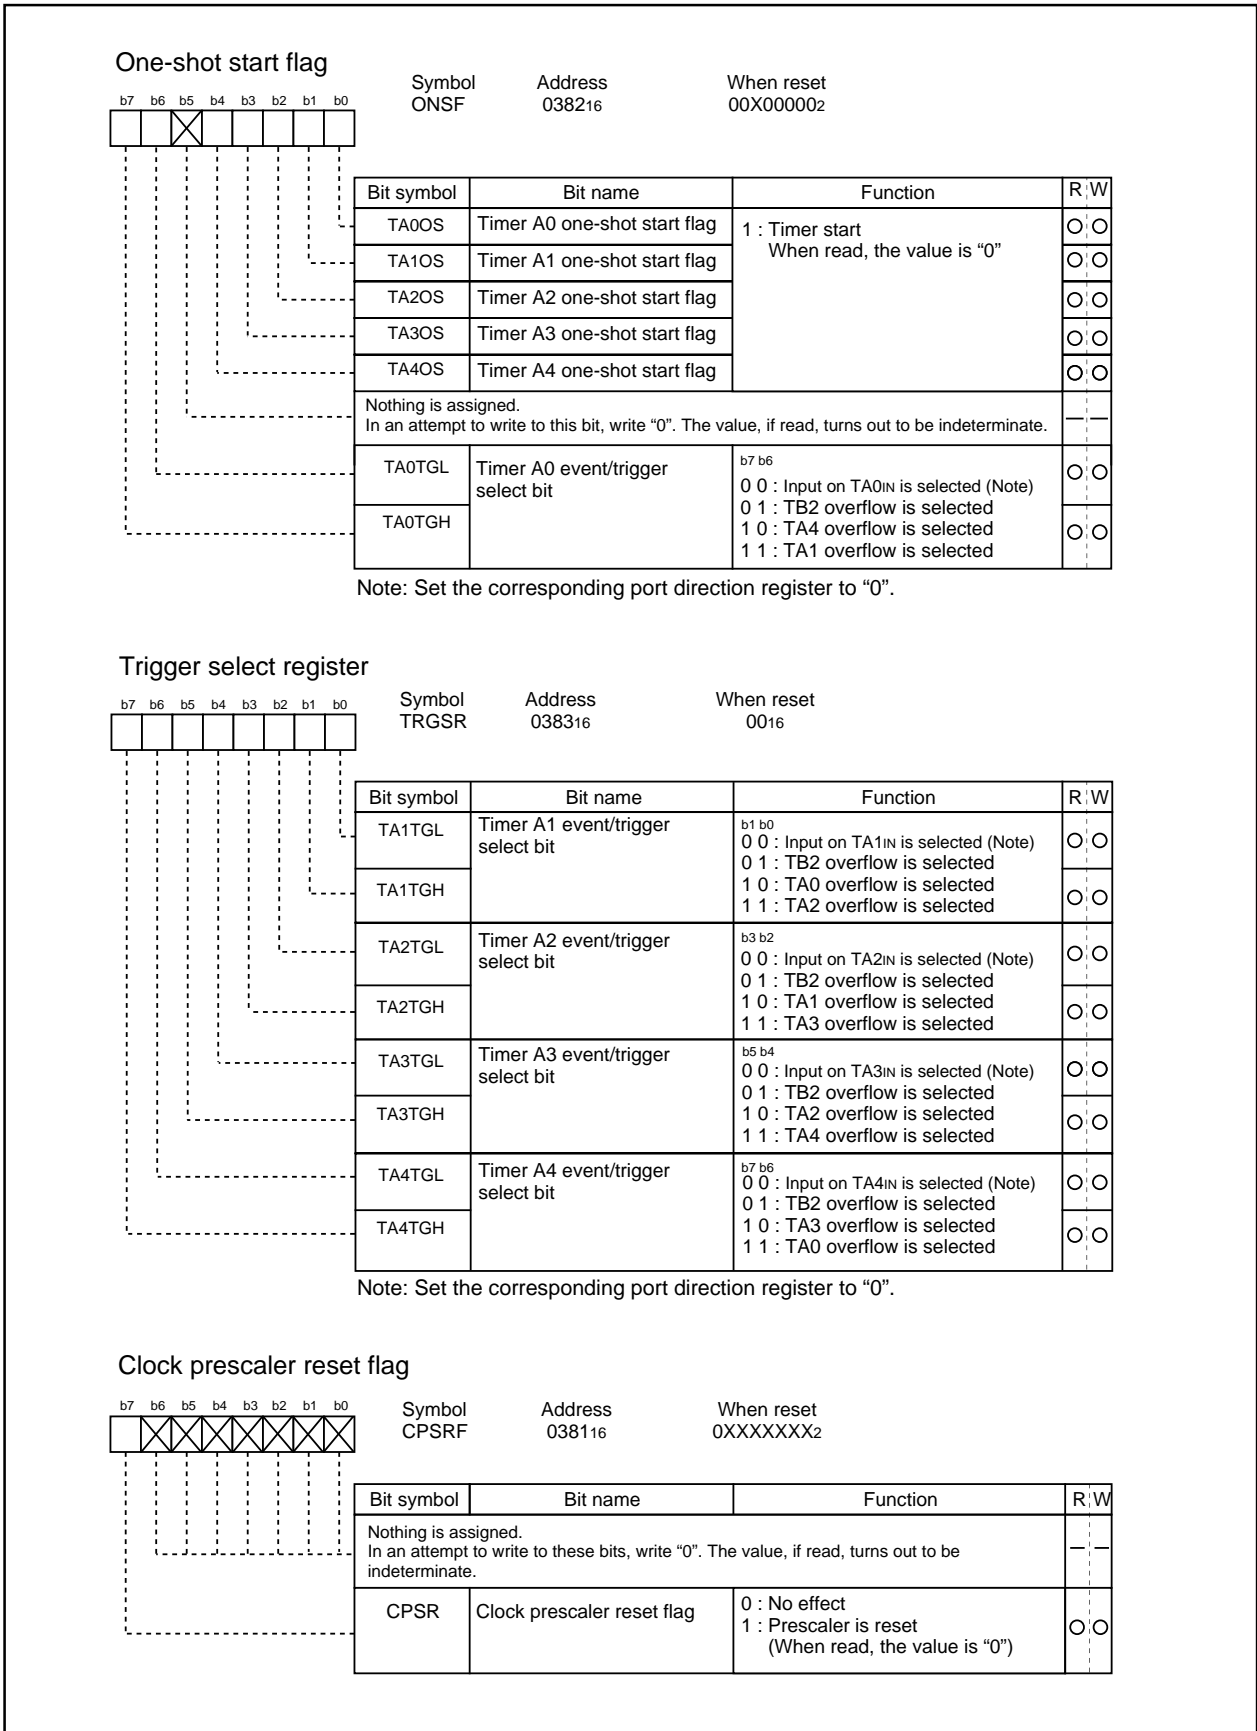 One-shot start flag
Symbol Address When reset
ONSF 038216 00X000002
b7 b6 b5 b4 b3 b2 b1 b0
Bit symbol Bit name Function R W
TA0OS Timer A0 one-shot start flag 1 : Timer start
When read, the value is “0”
TA1OS Timer A1 one-shot start flag
TA2OS Timer A2 one-shot start flag
TA3OS Timer A3 one-shot start flag
TA4OS Timer A4 one-shot start flag
Nothing is assigned.
In an attempt to write to this bit, write “0”. The value, if read, turns out to be indeterminate.
TA0TGL Timer A0 event/trigger
select bit
TA0TGH
b7 b6
0 0 : Input on TA0IN is selected (Note)
0 1 : TB2 overflow is selected
1 0 : TA4 overflow is selected
1 1 : TA1 overflow is selected
Note: Set the corresponding port direction register to “0”.
Trigger select register
Symbol Address When reset
TRGSR 038316 0016
b7 b6 b5 b4 b3 b2 b1 b0
Bit symbol Bit name Function R W
TA1TGL Timer A1 event/trigger
select bit
TA1TGH
b1 b0
0 0 : Input on TA1IN is selected (Note)
0 1 : TB2 overflow is selected
1 0 : TA0 overflow is selected
1 1 : TA2 overflow is selected
TA2TGL Timer A2 event/trigger
select bit
TA2TGH
b3 b2
0 0 : Input on TA2IN is selected (Note)
0 1 : TB2 overflow is selected
1 0 : TA1 overflow is selected
1 1 : TA3 overflow is selected
TA3TGL Timer A3 event/trigger
select bit
TA3TGH
b5 b4
0 0 : Input on TA3IN is selected (Note)
0 1 : TB2 overflow is selected
1 0 : TA2 overflow is selected
1 1 : TA4 overflow is selected
TA4TGL Timer A4 event/trigger
select bit
TA4TGH
b7 b6
0 0 : Input on TA4IN is selected (Note)
0 1 : TB2 overflow is selected
1 0 : TA3 overflow is selected
1 1 : TA0 overflow is selected
Note: Set the corresponding port direction register to “0”.
Clock prescaler reset flag
Symbol Address When reset
CPSRF 038116 0XXXXXXX2
b7 b6 b5 b4 b3 b2 b1 b0
Bit symbol Bit name Function R W
Nothing is assigned.
In an attempt to write to these bits, write “0”. The value, if read, turns out to be
indeterminate.
CPSR Clock prescaler reset flag 0 : No effect
1 : Prescaler is reset
(When read, the value is “0”)